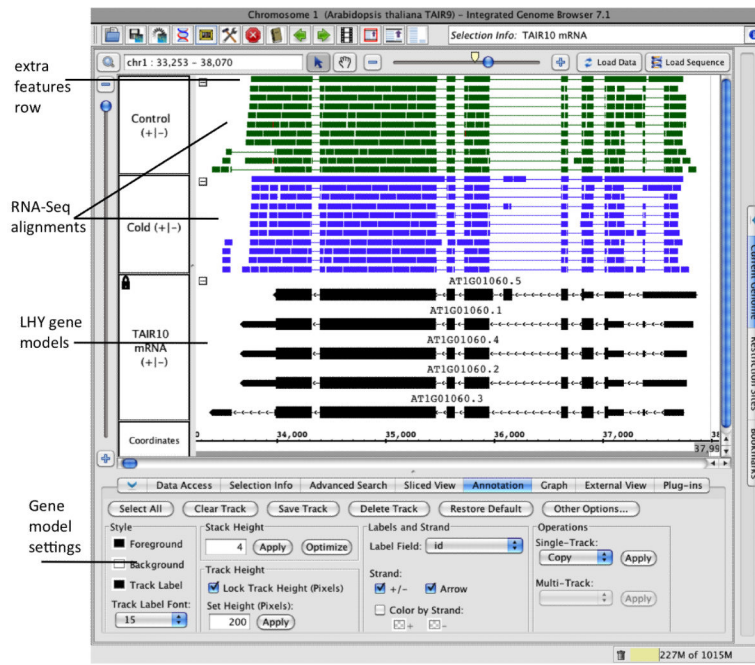 Chromosome 1 (Arabidopsis thaliana TAIR9) - Integrated Genome Browser 7.1
Selection Info: TAIR10 mRNA
chr1 : 33,253 - 38,070
Load Data
Load Sequence
extra
features
row
Control
(+|-)
RNA-Seq
alignments
Cold (+|-)
AT1G01060.5
AT1G01060.1
LHY gene
models
TAIR10
mRNA
(+|-)
AT1G01060.4
AT1G01060.2
AT1G01060.3
Coordinates
34,000 35,000 36,000 37,000
37,99
Current Genome
Restriction Sites
Bookmarks
Data Access Selection Info Advanced Search Sliced View Annotation Graph External View Plug-ins
Select All Clear Track Save Track Delete Track Restore Default Other Options...
Gene
model
settings
Style
Foreground
Background
Track Label
Track Label Font:
15
Stack Height
4 Apply Optimize
Track Height
Lock Track Height (Pixels)
Set Height (Pixels):
200 Apply
Labels and Strand
Label Field: id
Strand:
+/- Arrow
Color by Strand:
+ -
Operations
Single-Track:
Copy Apply
Multi-Track:
Apply
227M of 1015M